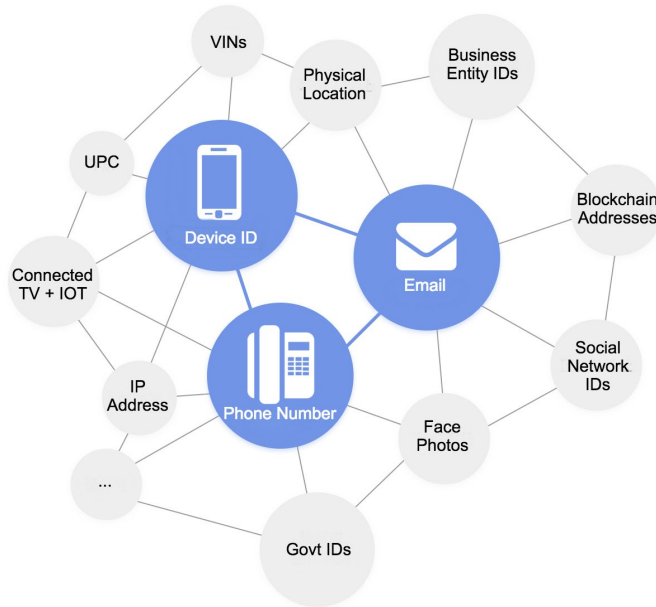 VINs
Physical
Location
Business
Entity IDs
UPC
Device ID
Blockchain
Addresses
Connected
TV + IOT
Email
IP
Address
Phone Number
Social
Network
IDs
Face
Photos
...
Govt IDs